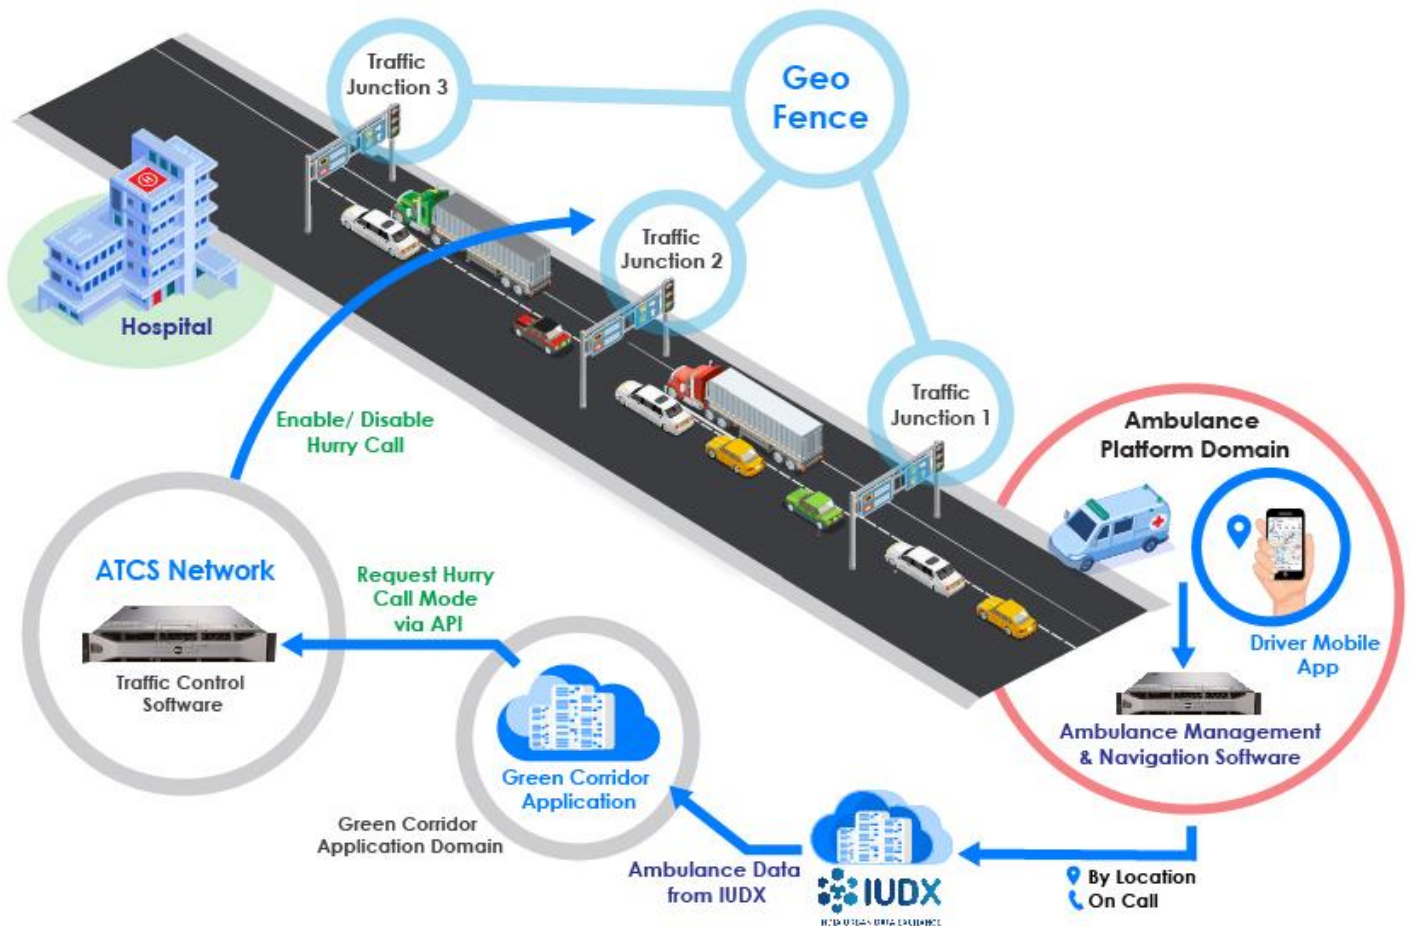 Traffic
Junction 3
Geo
Fence
Traffic
Junction 2
Traffic
Junction 1
Hospital
H
Enable/ Disable
Hurry Call
Ambulance
Platform Domain
Driver Mobile
App
Ambulance Management
& Navigation Software
ATCS Network
Traffic Control
Software
Request Hurry
Call Mode
via API
Green Corridor
Application
Green Corridor
Application Domain
Ambulance Data
from IUDX
IUDX
By Location
On Call